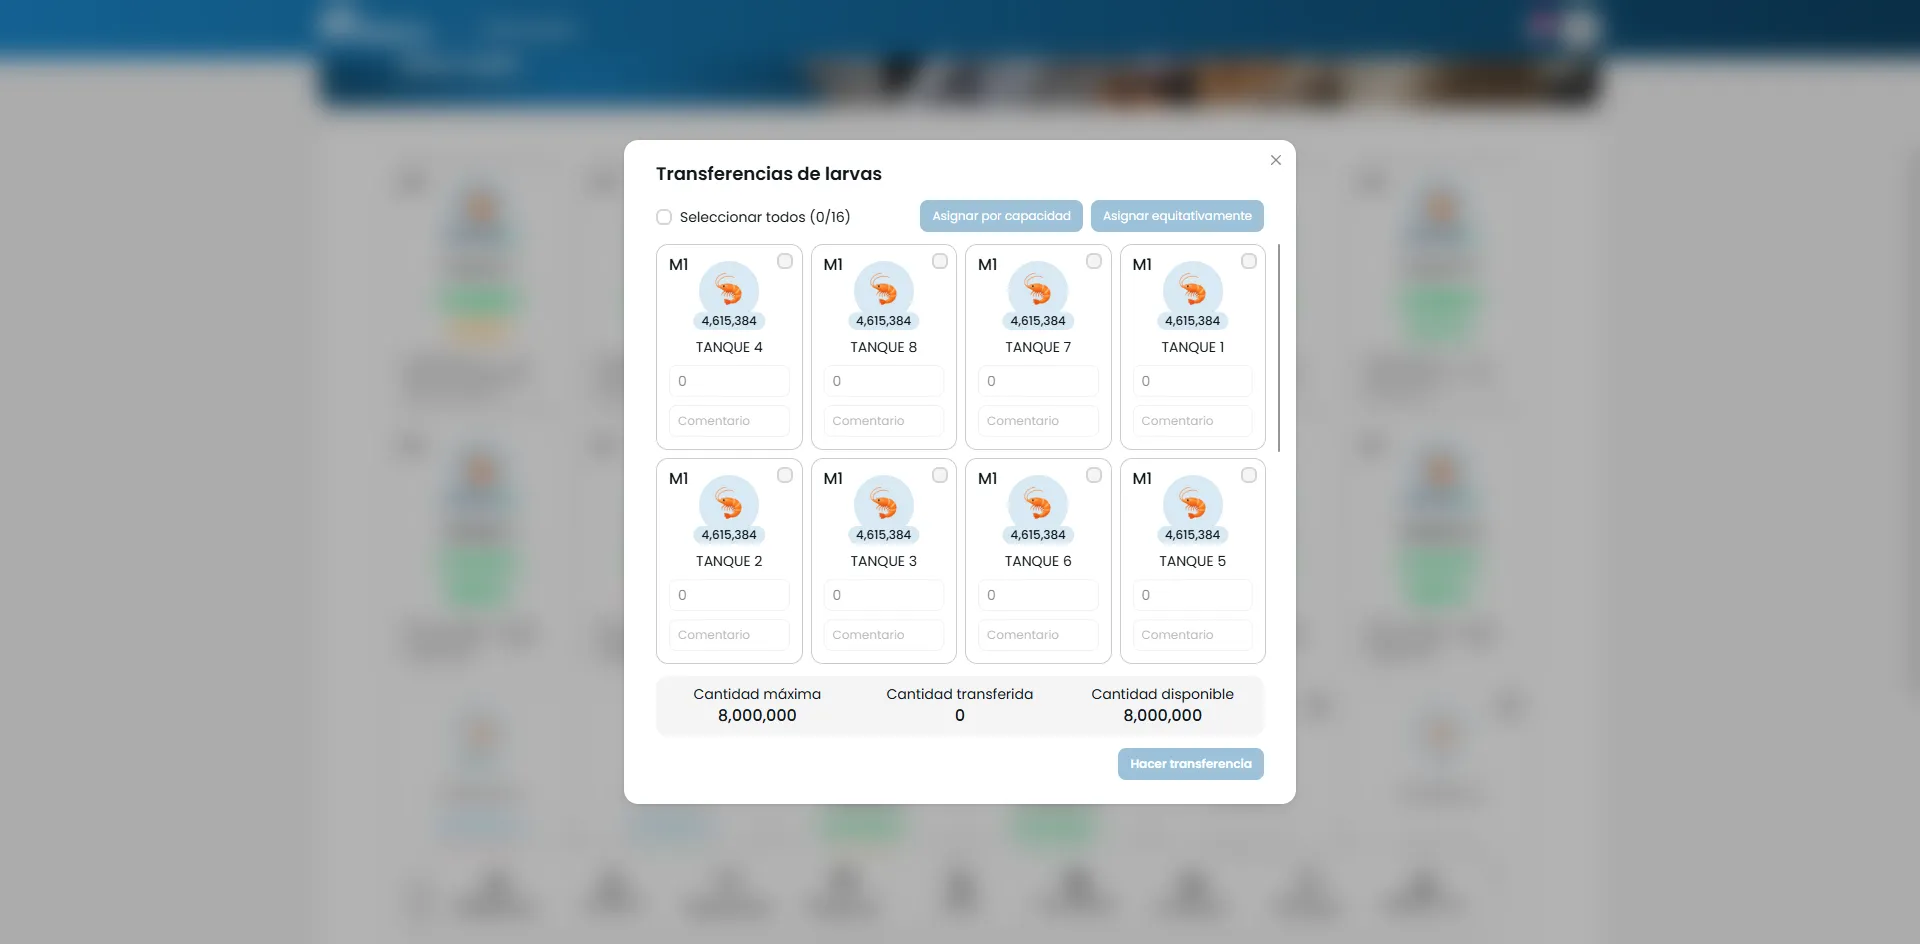 Transferencias de larvas
Seleccionar todos (0/16)
Asignar por capacidad
Asignar equitativamente
M1
4,615,384
TANQUE 4
0
Comentario
M1
4,615,384
TANQUE 8
0
Comentario
M1
4,615,384
TANQUE 7
0
Comentario
M1
4,615,384
TANQUE 1
0
Comentario
M1
4,615,384
TANQUE 2
0
Comentario
M1
4,615,384
TANQUE 3
0
Comentario
M1
4,615,384
TANQUE 6
0
Comentario
M1
4,615,384
TANQUE 5
0
Comentario
Cantidad máxima
8,000,000
Cantidad transferida
0
Cantidad disponible
8,000,000
Hacer transferencia